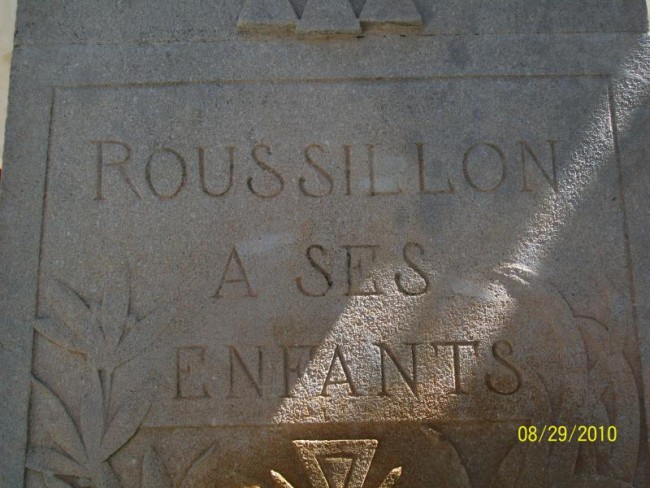 ROUSSILLON
A SES
ENFANTS
08/29/2010